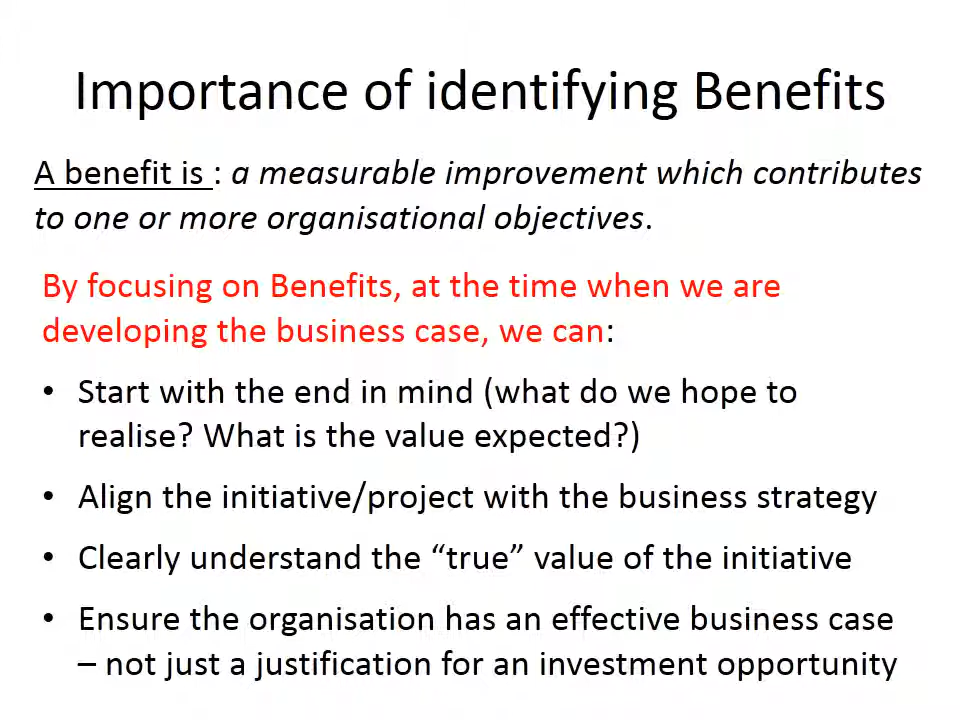 Importance of identifying Benefits
A benefit is : a measurable improvement which contributes
to one or more organisational objectives.
By focusing on Benefits, at the time when we are
developing the business case, we can:
• Start with the end in mind (what do we hope to
realise? What is the value expected?)
• Align the initiative/project with the business strategy
• Clearly understand the “true” value of the initiative
• Ensure the organisation has an effective business case
– not just a justification for an investment opportunity